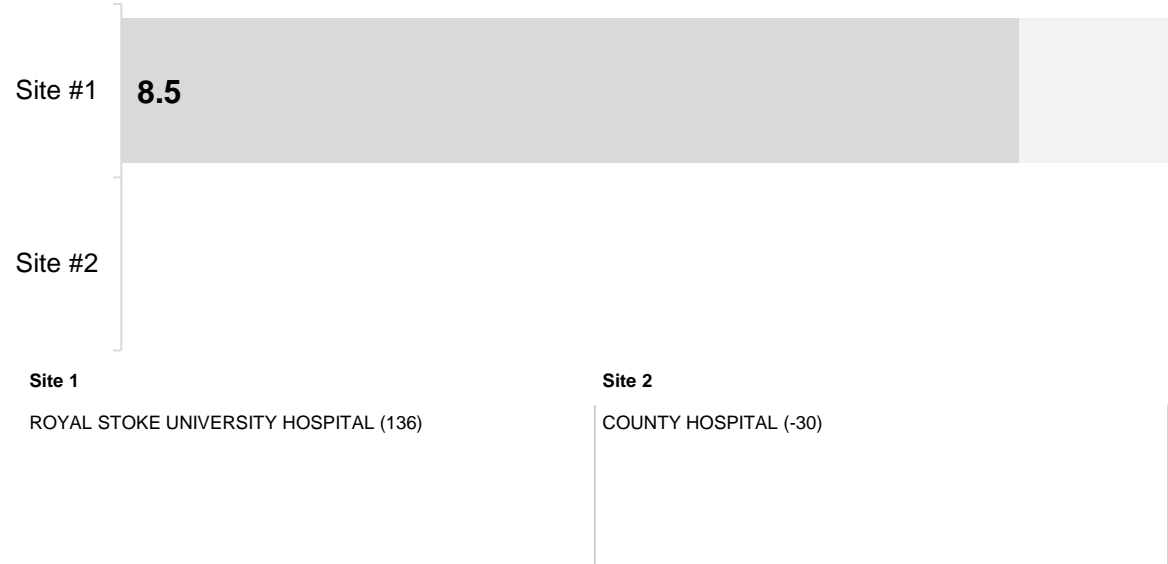 Site #1
8.5
Site #2
Site 1
Site 2
ROYAL STOKE UNIVERSITY HOSPITAL (136)
COUNTY HOSPITAL (-30)